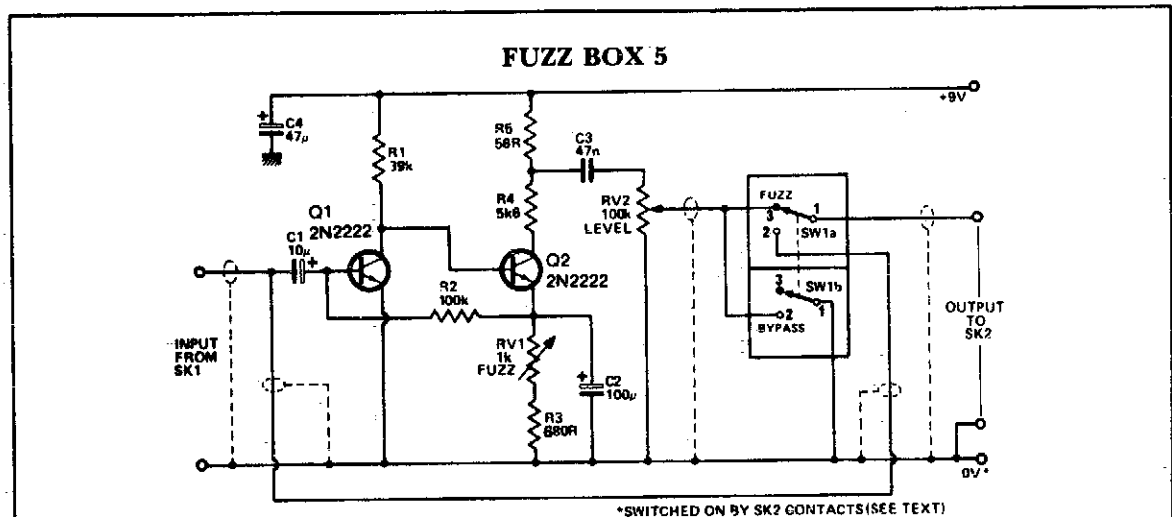 FUZZ BOX 5
+9V
C4
47μ
R1
39k
R5
56R
C3
47n
R4
5k6
RV2
100k
LEVEL
FUZZ
3
1
2
SW1a
Q1
2N2222
C1
10μ
Q2
2N2222
R2
100k
3
SW1b
1
2
BYPASS
INPUT
FROM
SK1
RV1
1k
FUZZ
C2
100μ
R3
680R
OUTPUT
TO
SK2
0V*
*SWITCHED ON BY SK2 CONTACTS (SEE TEXT)